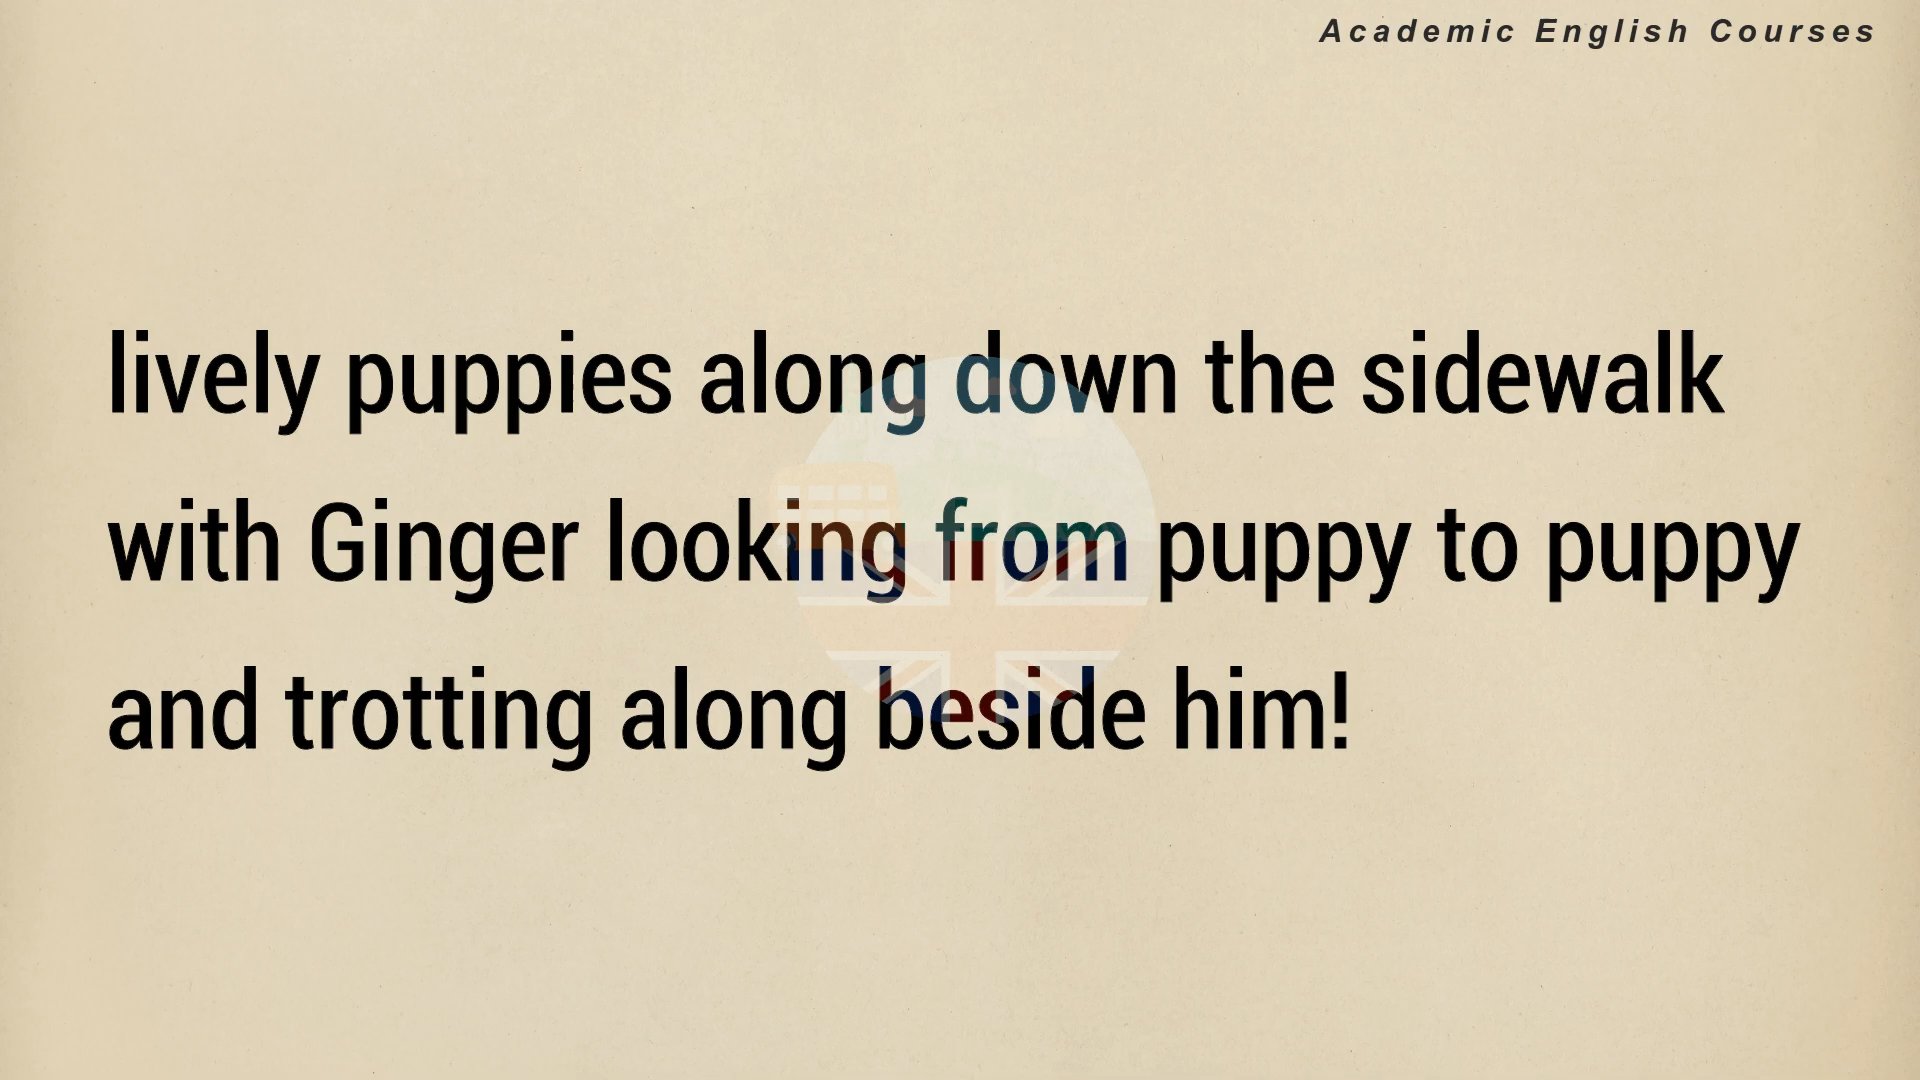 Academic English Courses
lively puppies along down the sidewalk
with Ginger looking from puppy to puppy
and trotting along beside him!